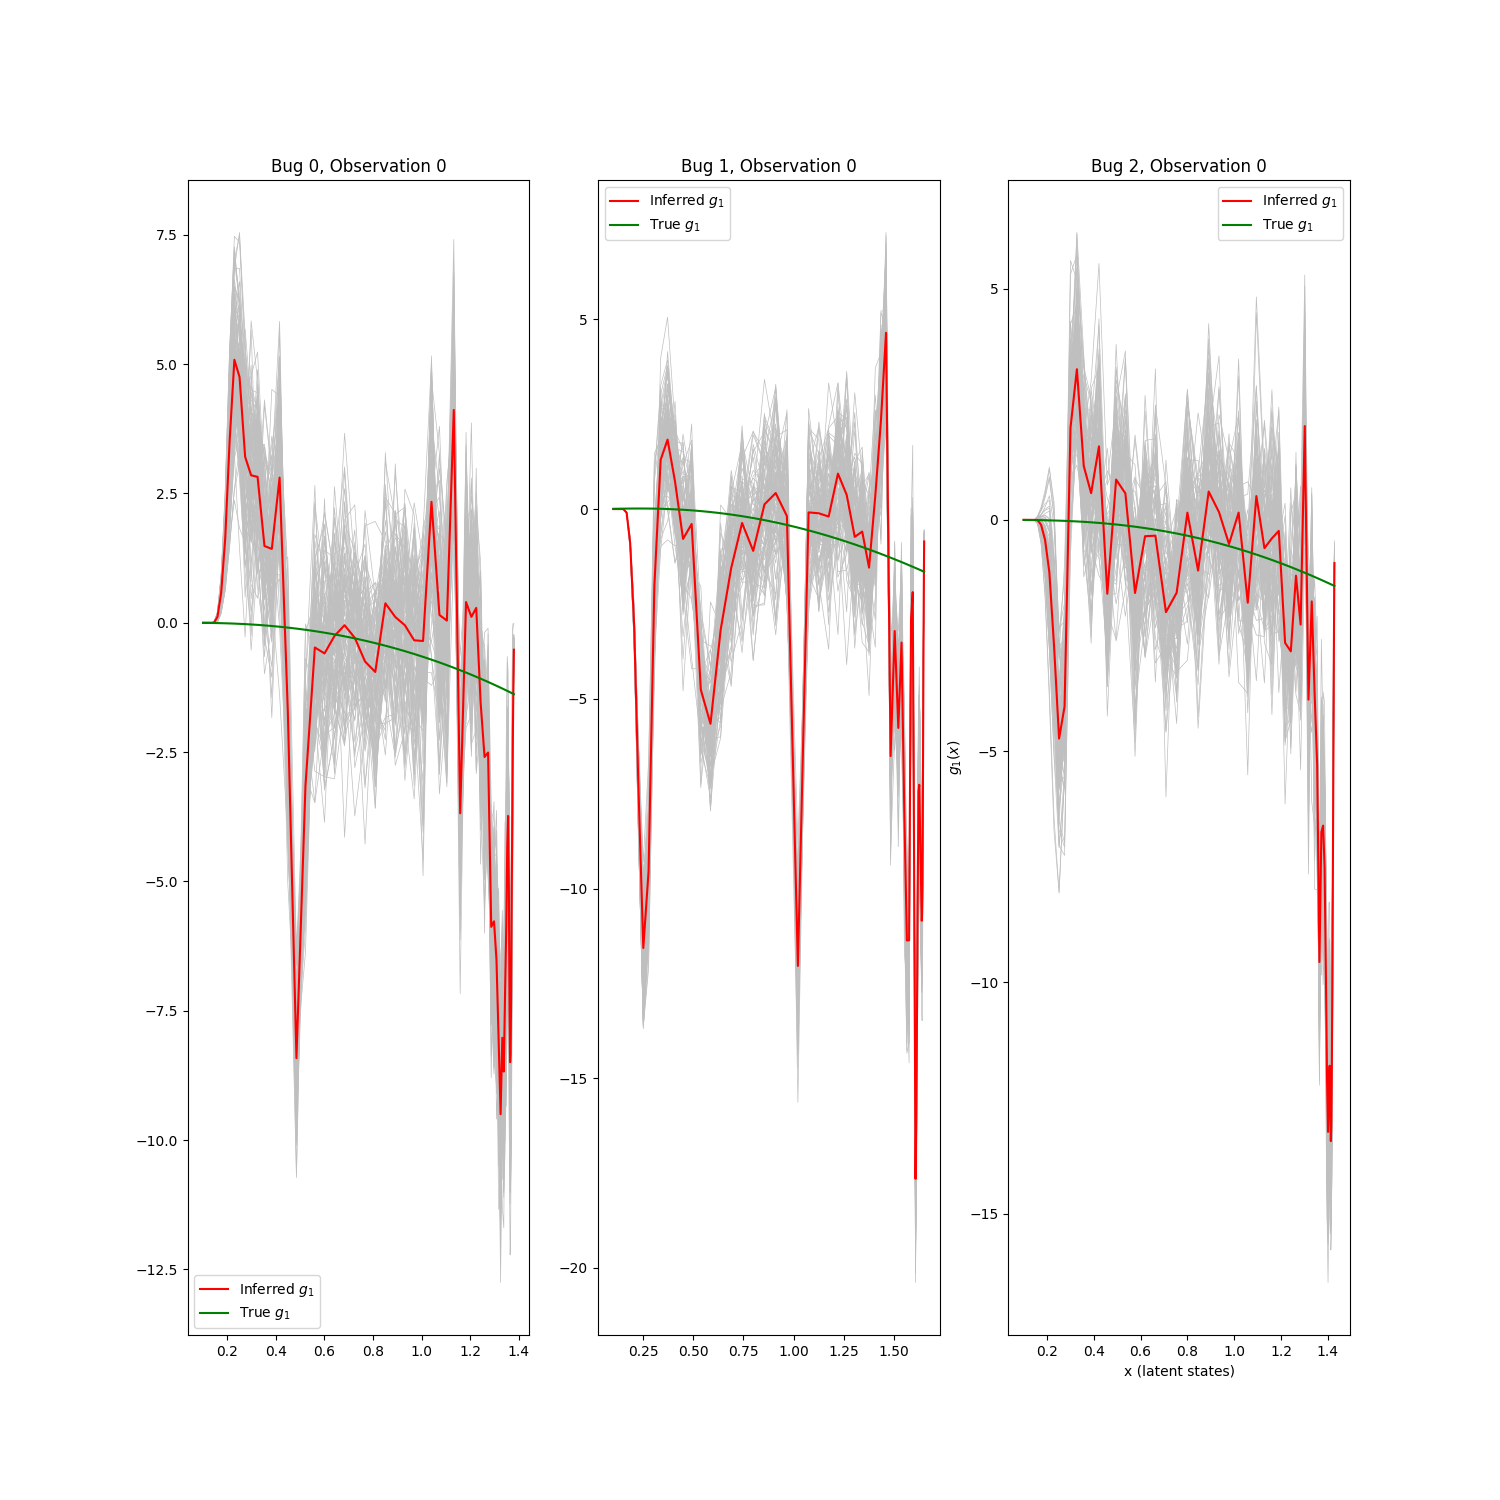 Bug 0, Observation 0
7.5
5.0
2.5
0.0
−2.5
−5.0
−7.5
−10.0
−12.5
0.2 0.4 0.6 0.8 1.0 1.2 1.4
Inferred g₁
True g₁
Bug 1, Observation 0
Inferred g₁
True g₁
5
0
−5
−10
−15
−20
0.25 0.50 0.75 1.00 1.25 1.50
Bug 2, Observation 0
Inferred g₁
True g₁
g₁(x)
5
0
−5
−10
−15
0.2 0.4 0.6 0.8 1.0 1.2 1.4
x (latent states)